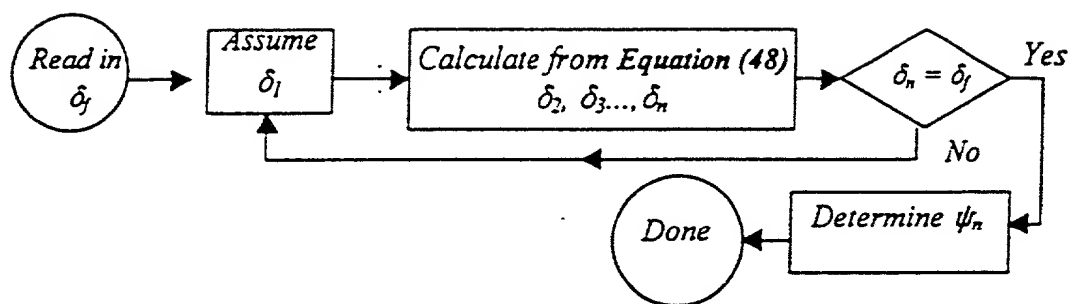 Read in
δf
Assume
δ1
Calculate from Equation (48)
δ2, δ3..., δn
δn = δf
Yes
No
Determine ψn
Done